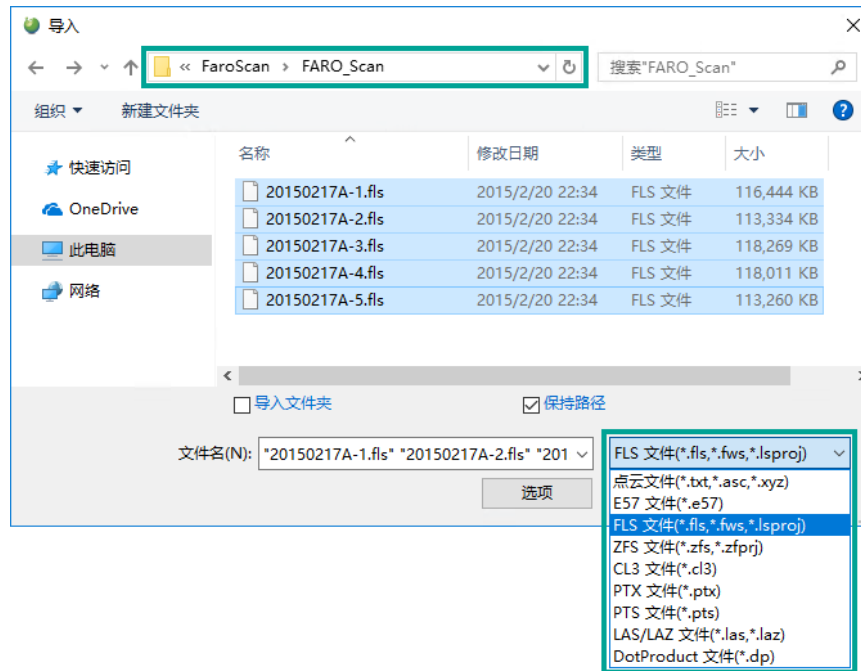 导入
« FaroScan › FARO_Scan
搜索"FARO_Scan"
组织 新建文件夹
名称 修改日期 类型 大小
快速访问
OneDrive
此电脑
网络
20150217A-1.fls 2015/2/20 22:34 FLS 文件 116,444 KB
20150217A-2.fls 2015/2/20 22:34 FLS 文件 113,334 KB
20150217A-3.fls 2015/2/20 22:34 FLS 文件 118,269 KB
20150217A-4.fls 2015/2/20 22:34 FLS 文件 118,011 KB
20150217A-5.fls 2015/2/20 22:34 FLS 文件 113,260 KB
导入文件夹 保持路径
文件名(N): "20150217A-1.fls" "20150217A-2.fls" "201 FLS 文件(*.fls,*.fws,*.lsproj)
选项
点云文件(*.txt,*.asc,*.xyz)
E57 文件(*.e57)
FLS 文件(*.fls,*.fws,*.lsproj)
ZFS 文件(*.zfs,*.zfprj)
CL3 文件(*.cl3)
PTX 文件(*.ptx)
PTS 文件(*.pts)
LAS/LAZ 文件(*.las,*.laz)
DotProduct 文件(*.dp)